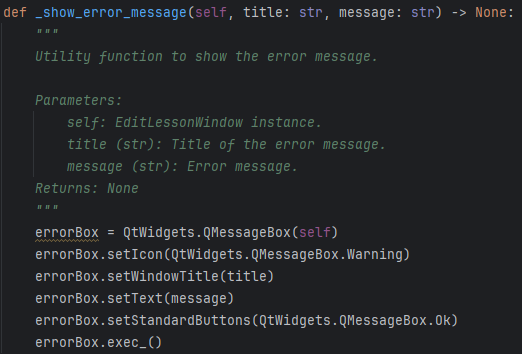 def _show_error_message(self, title: str, message: str) -> None:
    """
    Utility function to show the error message.

    Parameters:
        self: EditLessonWindow instance.
        title (str): Title of the error message.
        message (str): Error message.
    Returns: None
    """
    errorBox = QtWidgets.QMessageBox(self)
    errorBox.setIcon(QtWidgets.QMessageBox.Warning)
    errorBox.setWindowTitle(title)
    errorBox.setText(message)
    errorBox.setStandardButtons(QtWidgets.QMessageBox.Ok)
    errorBox.exec_()